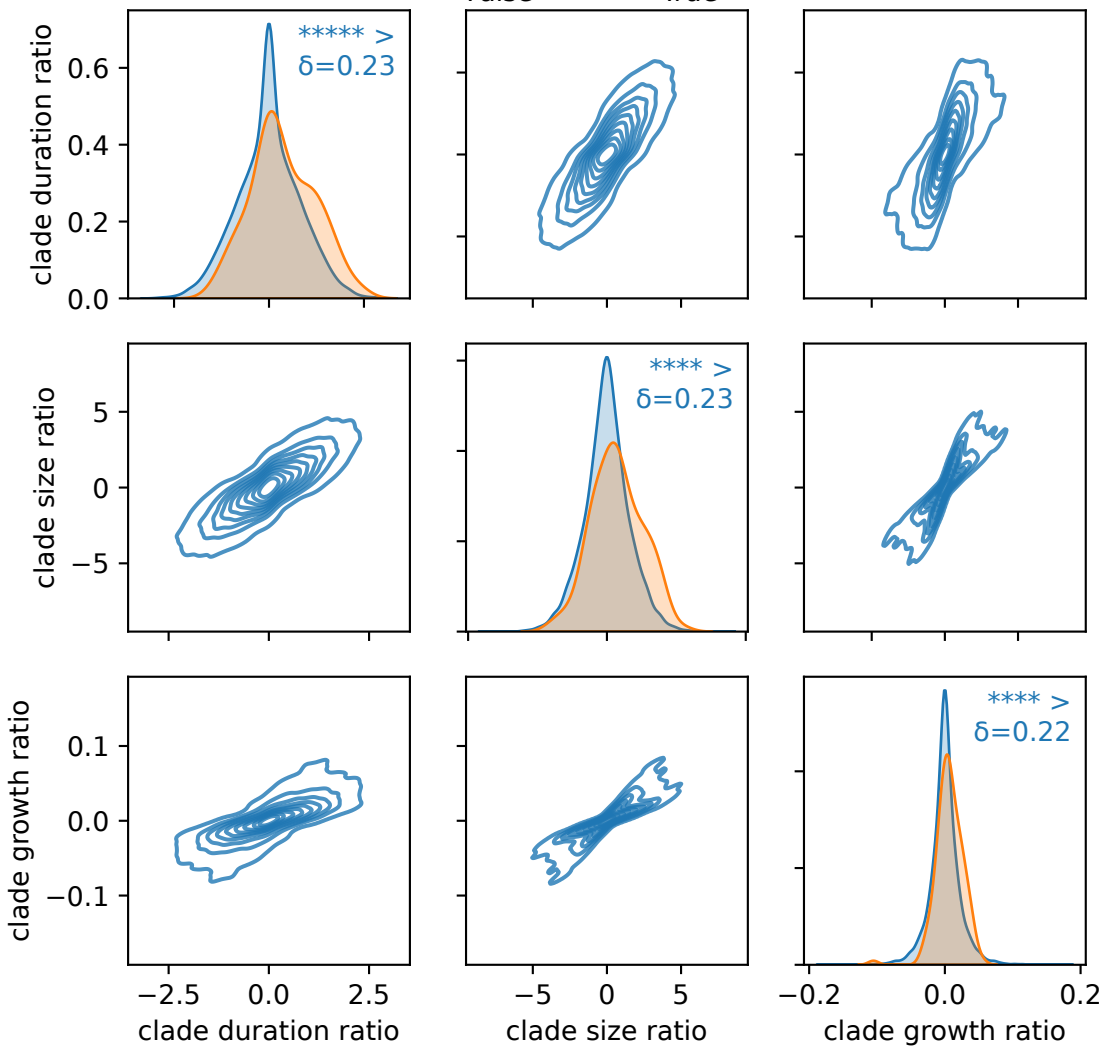 clade duration ratio
0.6
0.4
0.2
0.0
***** >
δ=0.23
clade size ratio
5
0
−5
**** >
δ=0.23
clade growth ratio
0.1
0.0
−0.1
**** >
δ=0.22
−2.5 0.0 2.5
clade duration ratio
−5 0 5
clade size ratio
−0.2 0.0 0.2
clade growth ratio